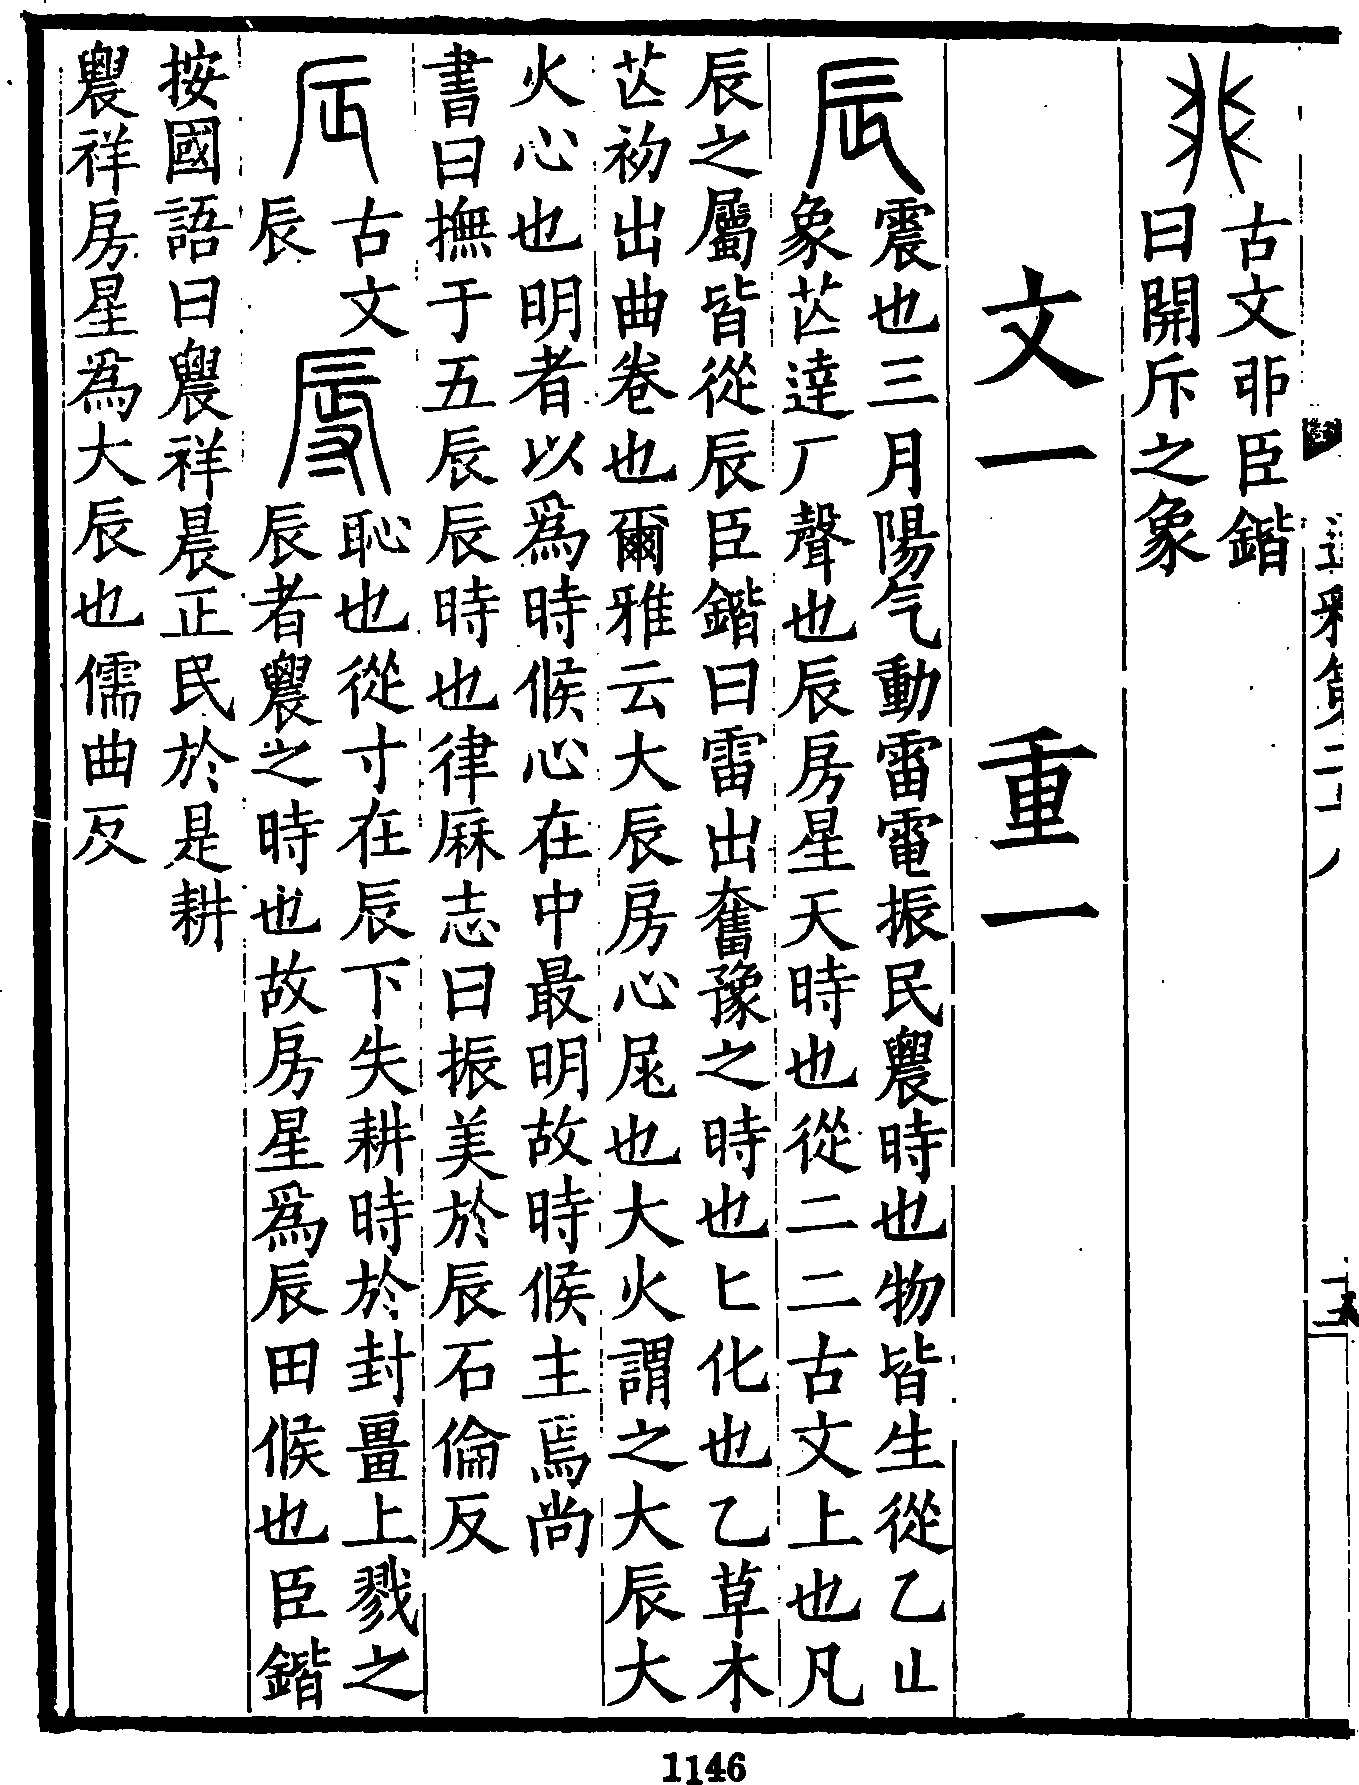 古文丣臣鍇
曰開斥之象
文一　重一
辰
震也三月陽气動雷電振民農時也物皆生從乙止
象芒達厂聲也辰房星天時也從二二古文上也凡
辰之屬皆從辰臣鍇曰雷出奮豫之時也匕化也乙草木
芒初出曲卷也爾雅云大辰房心尾也大火謂之大辰大
火心也明者以爲時候心在中最明故時候主焉尚
書曰撫于五辰辰時也律厤志曰振美於辰石倫反
古文
辰
辱
恥也從寸在辰下失耕時於封畺上戮之
辰者農之時也故房星爲辰田候也臣鍇
按國語曰農祥晨正民於是耕
農祥房星爲大辰也儒曲反
1146